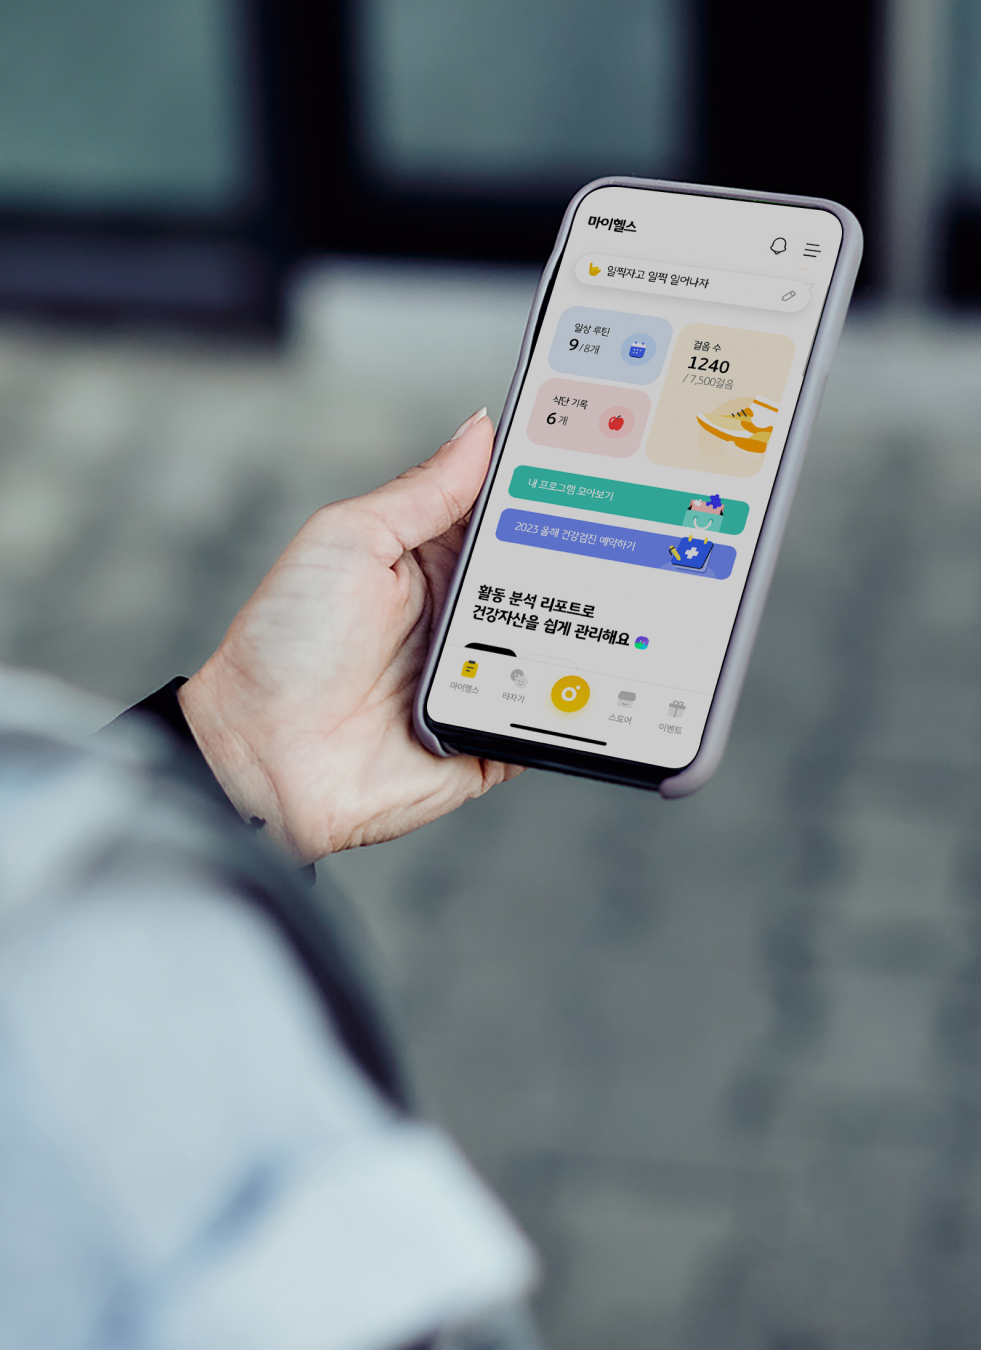 마이헬스
일찍자고 일찍 일어나자
일상 루틴
9 / 8개
걸음 수
1240
/ 7,500걸음
식단 기록
6 개
내 프로그램 모아보기
2023 올해 건강검진 예약하기
활동 분석 리포트로
건강자산을 쉽게 관리해요
마이헬스
타자기
스토어
이벤트